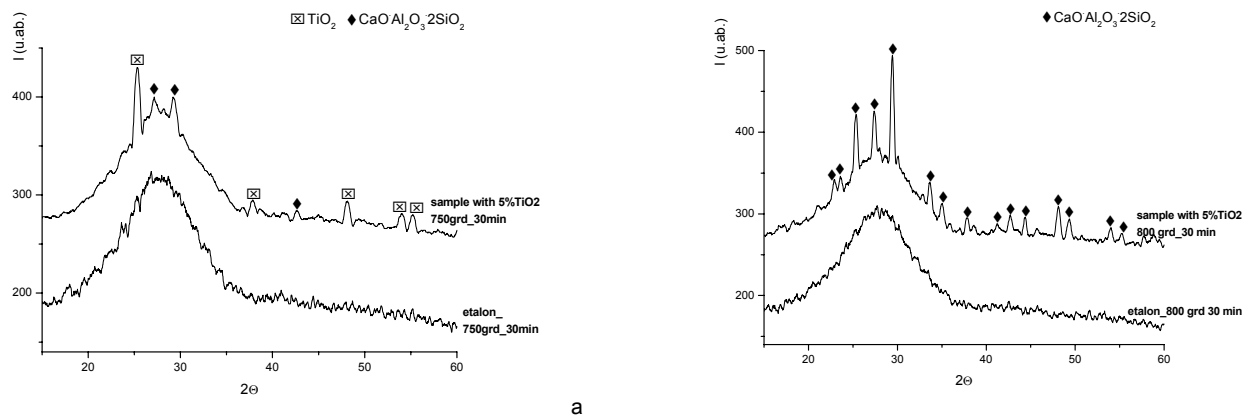 TiO2 CaO·Al2O3·2SiO2
I (u.ab.)
400
300
200
sample with 5%TiO2
750grd_30min
etalon_
750grd_30min
20 30 40 50 60
2Θ
a
CaO·Al2O3·2SiO2
I (u.ab.)
500
400
300
200
sample with 5%TiO2
800 grd_30 min
etalon_800 grd 30 min
20 30 40 50 60
2Θ